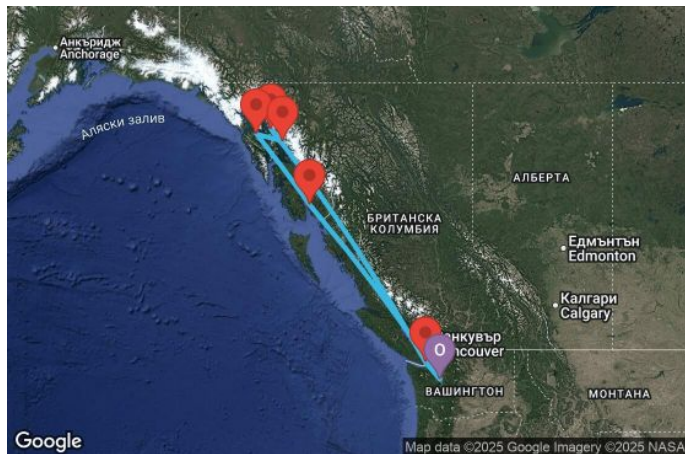 Анкъридж
Anchorage
Аляски залив
АЛБЕРТА
БРИТАНСКА
КОЛУМБИЯ
Едмънтън
Edmonton
Калгари
Calgary
О
ВАШИНГТОН
МОНТАНА
Google
Map data ©2025 Google Imagery ©2025 NASA